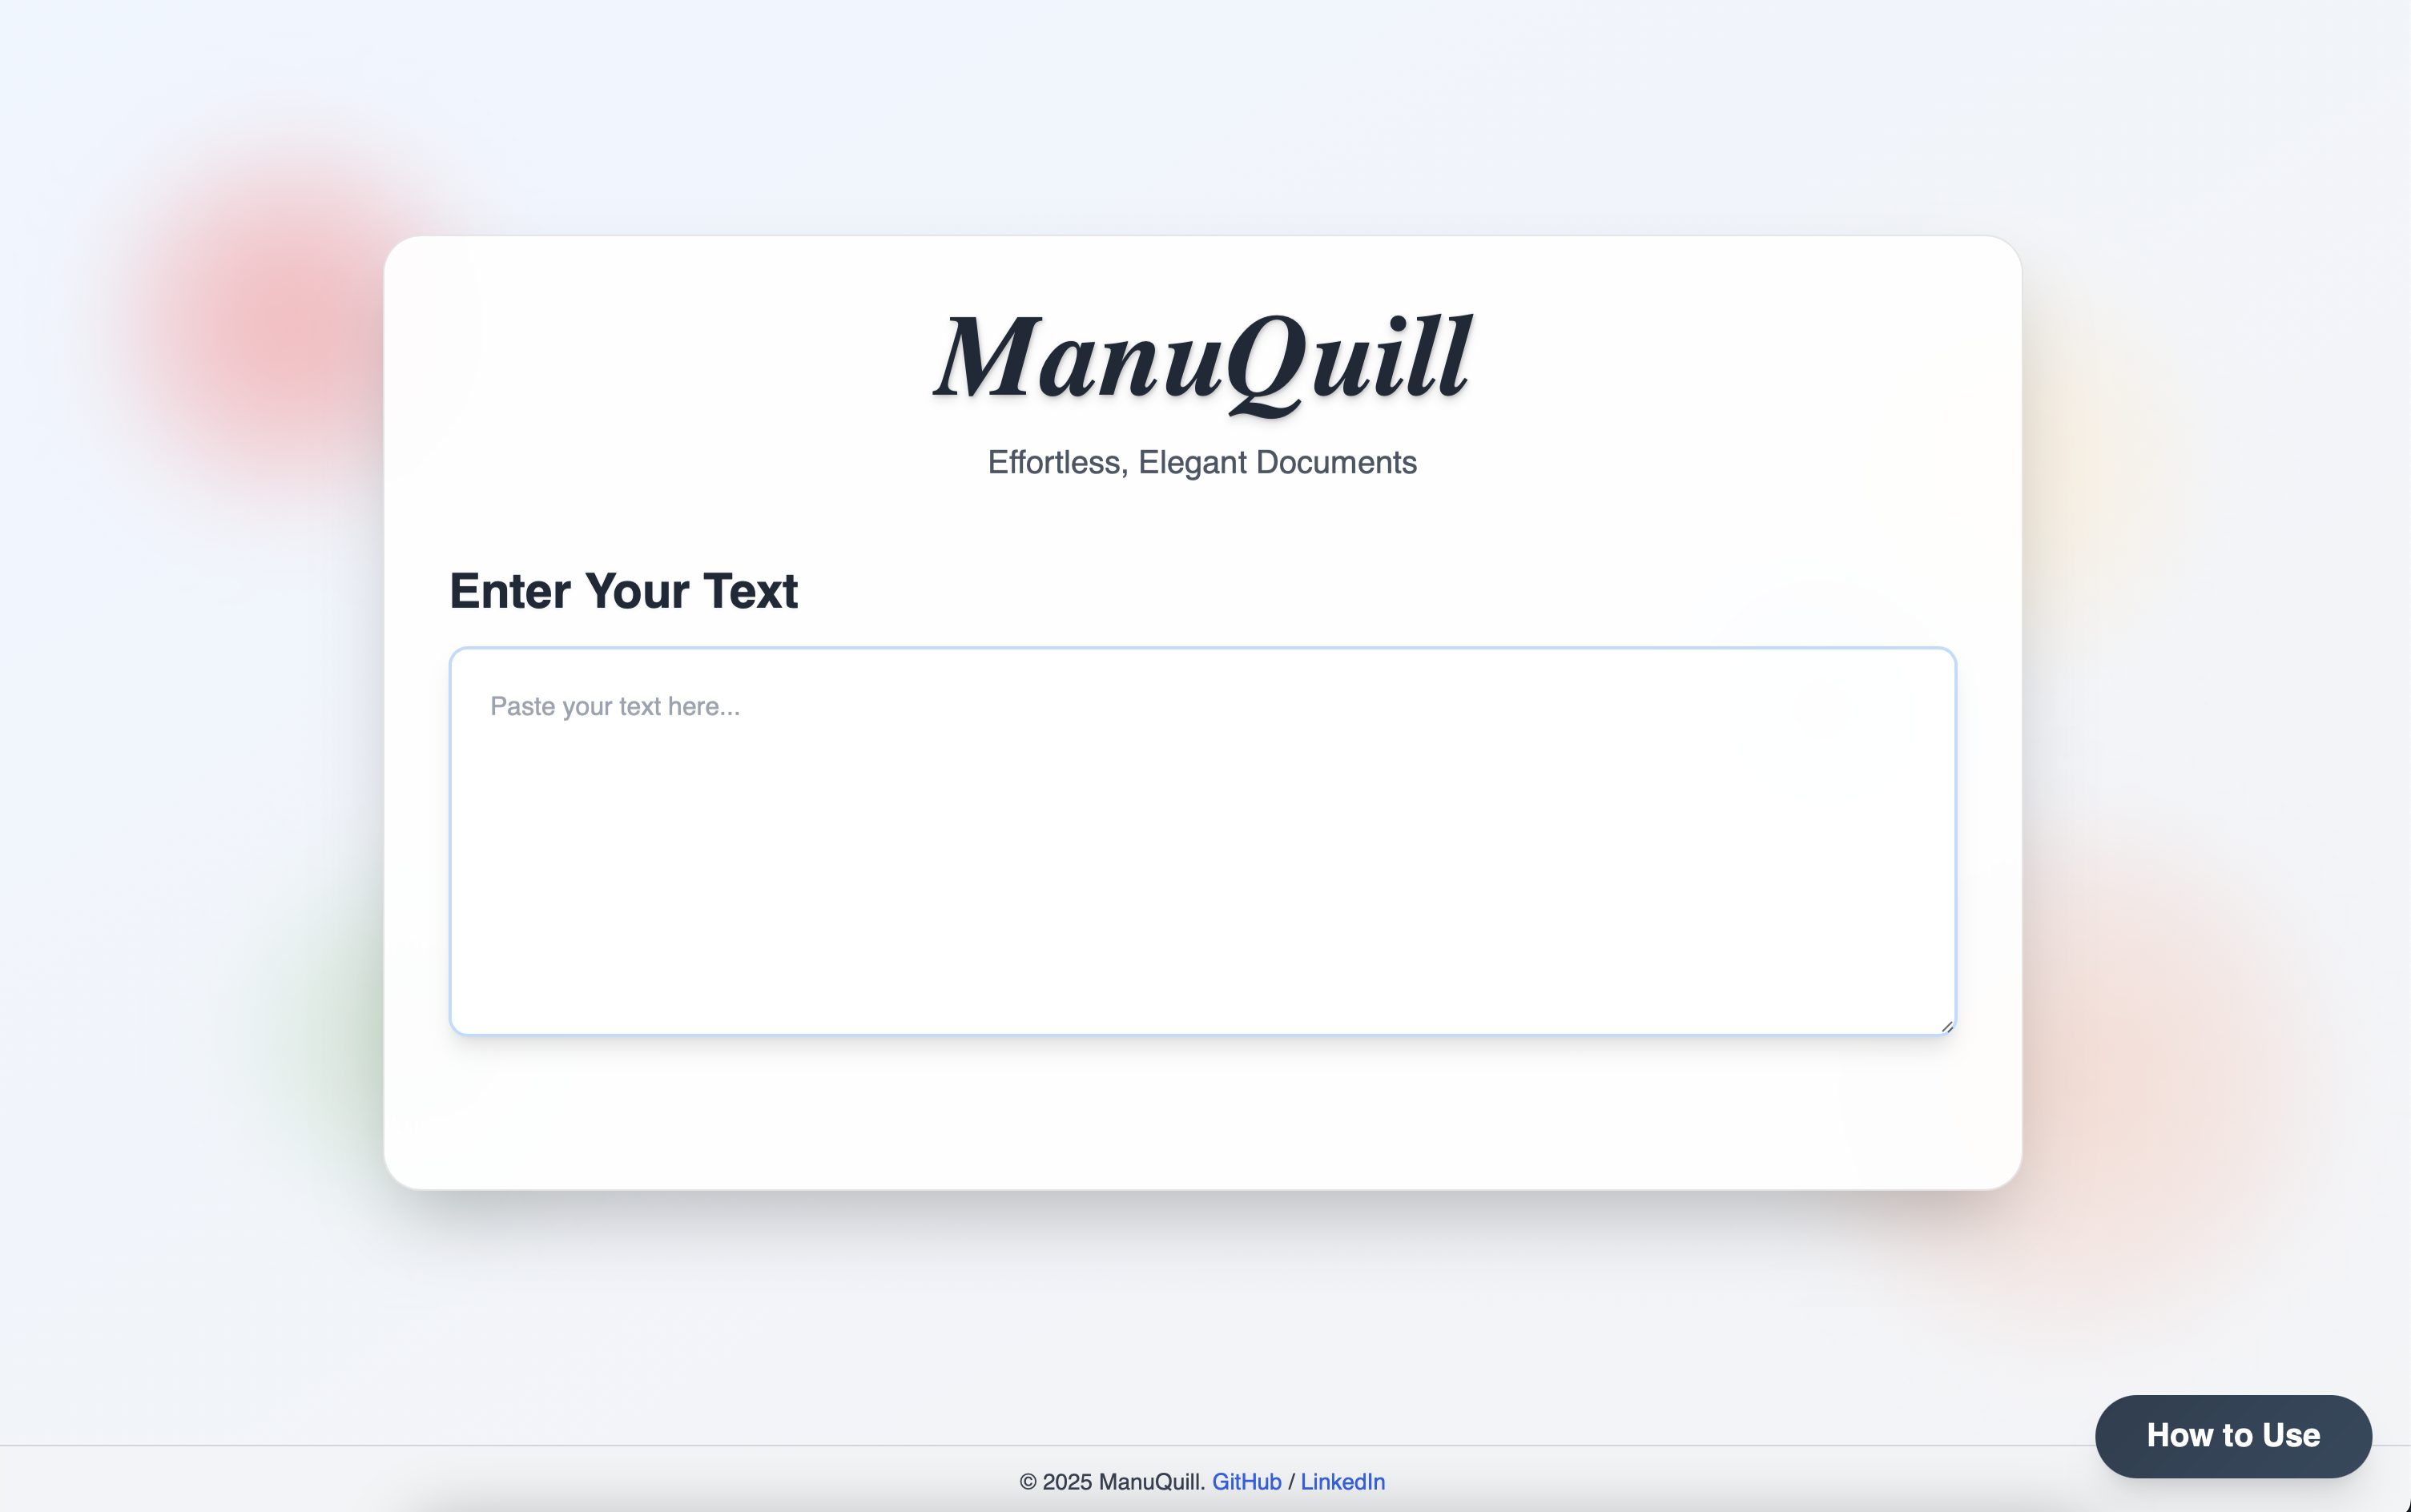 ManuQuill
Effortless, Elegant Documents
Enter Your Text
Paste your text here...
How to Use
© 2025 ManuQuill. GitHub / LinkedIn